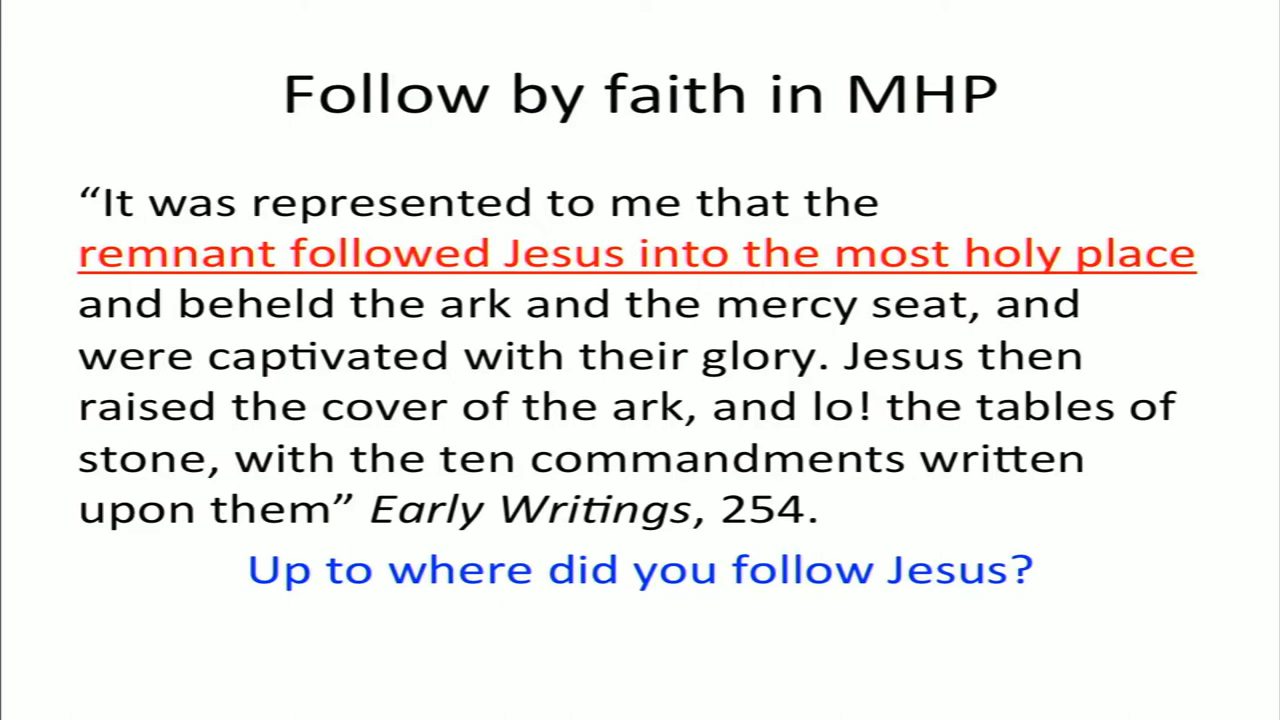 Follow by faith in MHP
“It was represented to me that the
remnant followed Jesus into the most holy place
and beheld the ark and the mercy seat, and
were captivated with their glory. Jesus then
raised the cover of the ark, and lo! the tables of
stone, with the ten commandments written
upon them” Early Writings, 254.
Up to where did you follow Jesus?